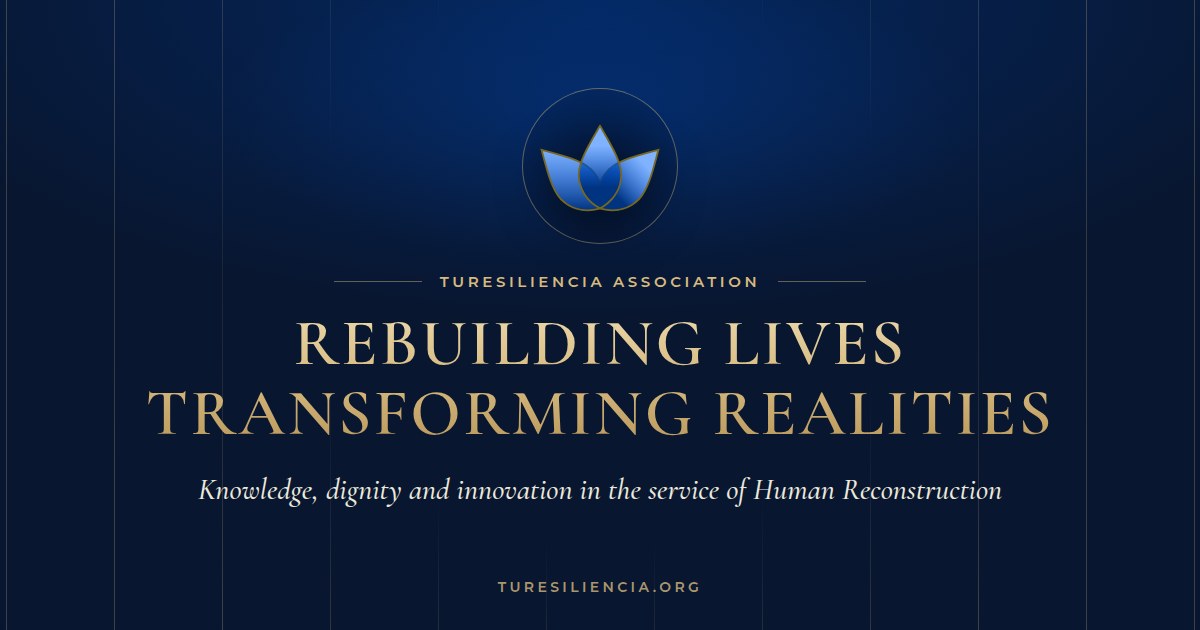 TURESILIENCIA ASSOCIATION
REBUILDING LIVES
TRANSFORMING REALITIES
Knowledge, dignity and innovation in the service of Human Reconstruction
TURESILIENCIA.ORG